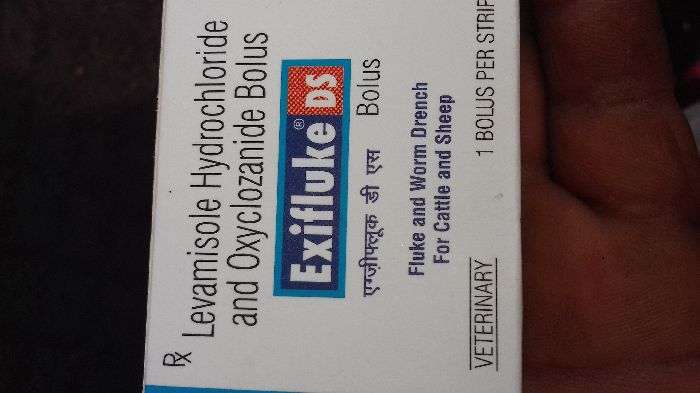 Rx Levamisole Hydrochloride
and Oxyclozanide Bolus
Exifluke® DS
एग्ज़ीफ्लूक डी एस Bolus
Fluke and Worm Drench
For Cattle and Sheep
VETERINARY 1 BOLUS PER STRIP